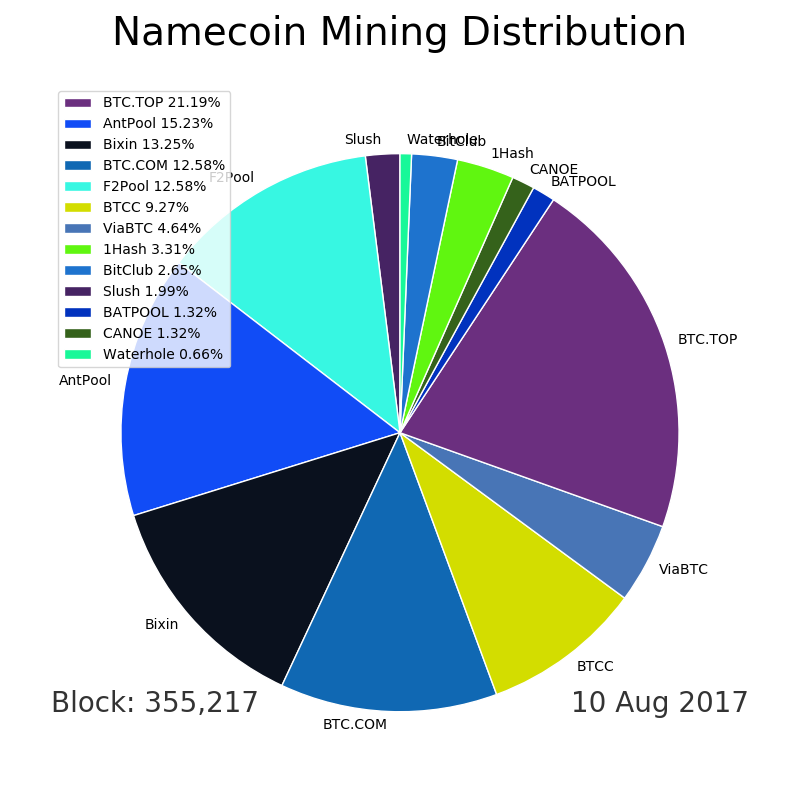 Namecoin Mining Distribution
BTC.TOP 21.19%
AntPool 15.23%
Bixin 13.25%
BTC.COM 12.58%
F2Pool 12.58%
BTCC 9.27%
ViaBTC 4.64%
1Hash 3.31%
BitClub 2.65%
Slush 1.99%
BATPOOL 1.32%
CANOE 1.32%
Waterhole 0.66%
Slush
Waterhole
BitClub
1Hash
CANOE
BATPOOL
F2Pool
BTC.TOP
AntPool
ViaBTC
Bixin
BTCC
BTC.COM
Block: 355,217
10 Aug 2017